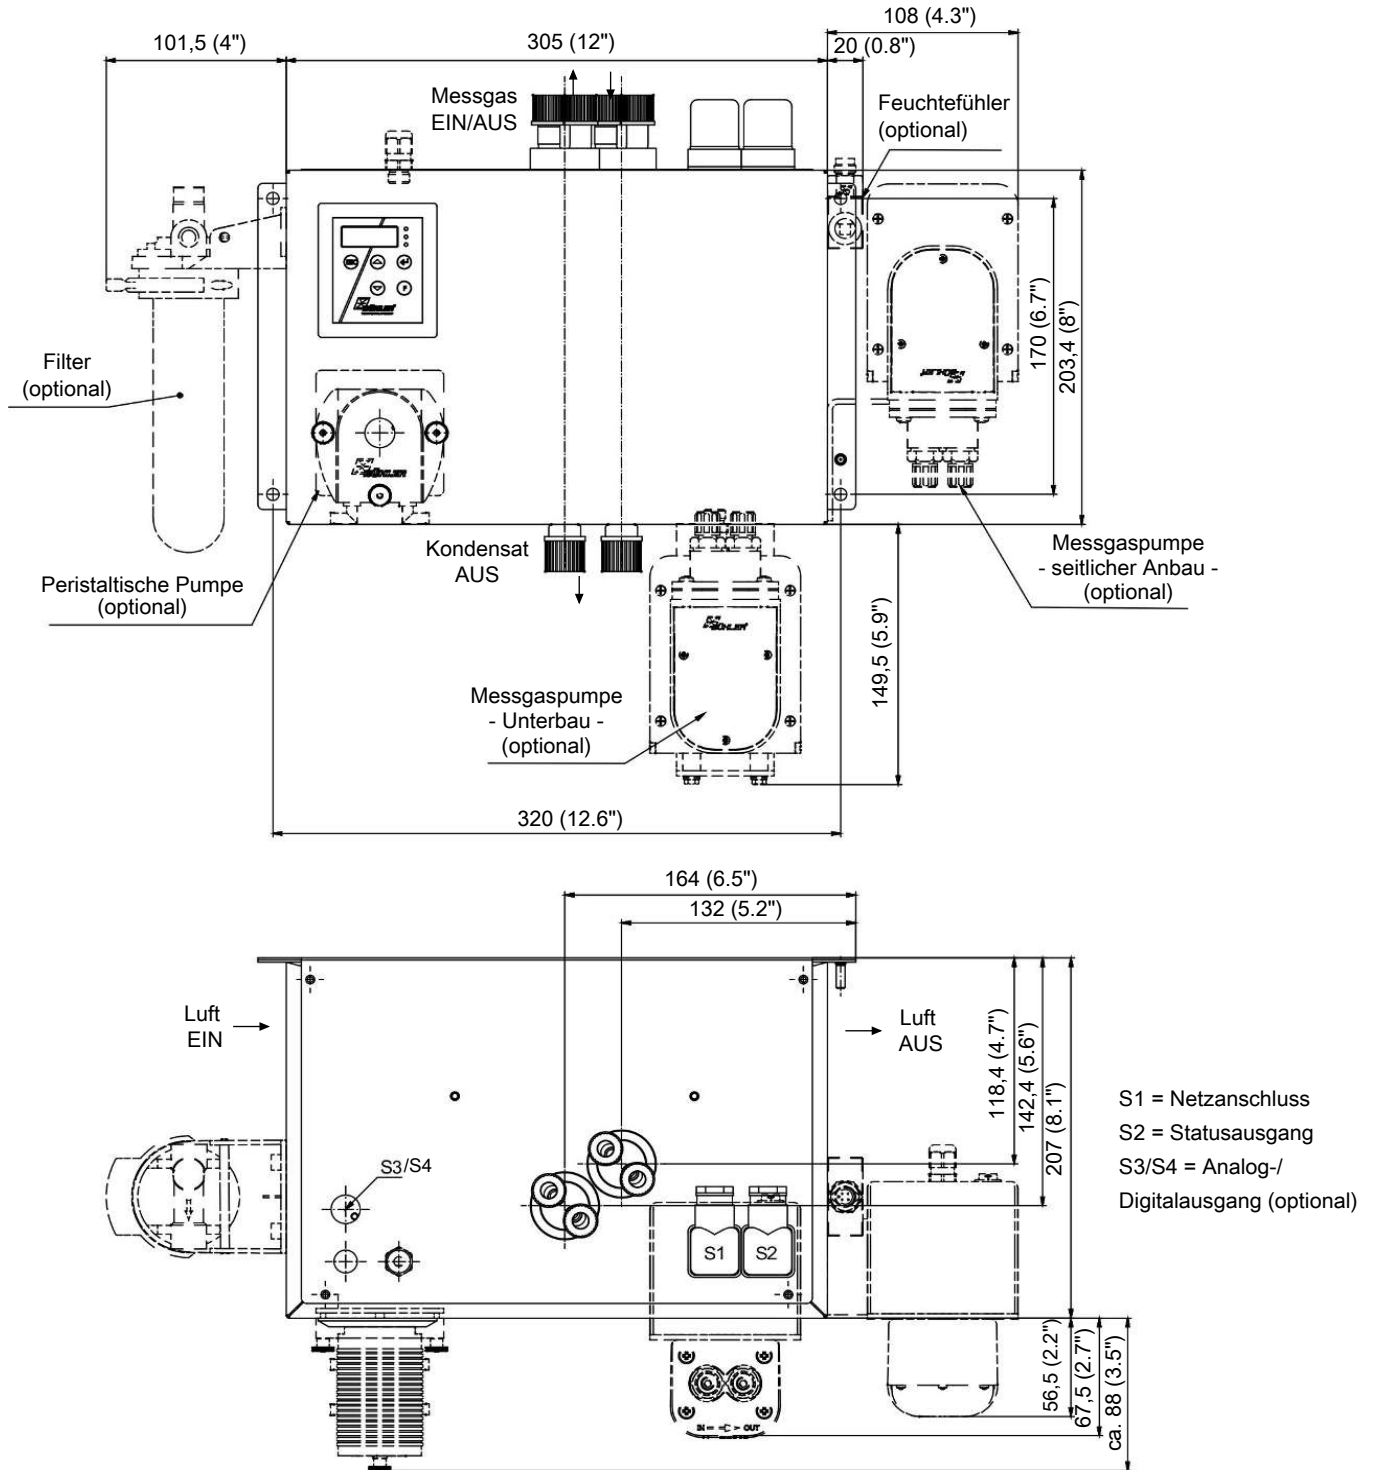 108 (4.3")
101,5 (4")
305 (12")
20 (0.8")
Messgas
EIN/AUS
Feuchtefühler
(optional)
170 (6.7")
203,4 (8")
Filter
(optional)
BÜHLER
Kondensat
AUS
Messgaspumpe
- seitlicher Anbau -
(optional)
Peristaltische Pumpe
(optional)
BÜHLER
149,5 (5.9")
Messgaspumpe
- Unterbau -
(optional)
320 (12.6")
164 (6.5")
132 (5.2")
Luft
EIN
Luft
AUS
118,4 (4.7")
142,4 (5.6")
207 (8.1")
S1 = Netzanschluss
S2 = Statusausgang
S3/S4 = Analog-/
Digitalausgang (optional)
S3/S4
S1
S2
56,5 (2.2")
67,5 (2.7")
ca. 88 (3.5")
IN
OUT